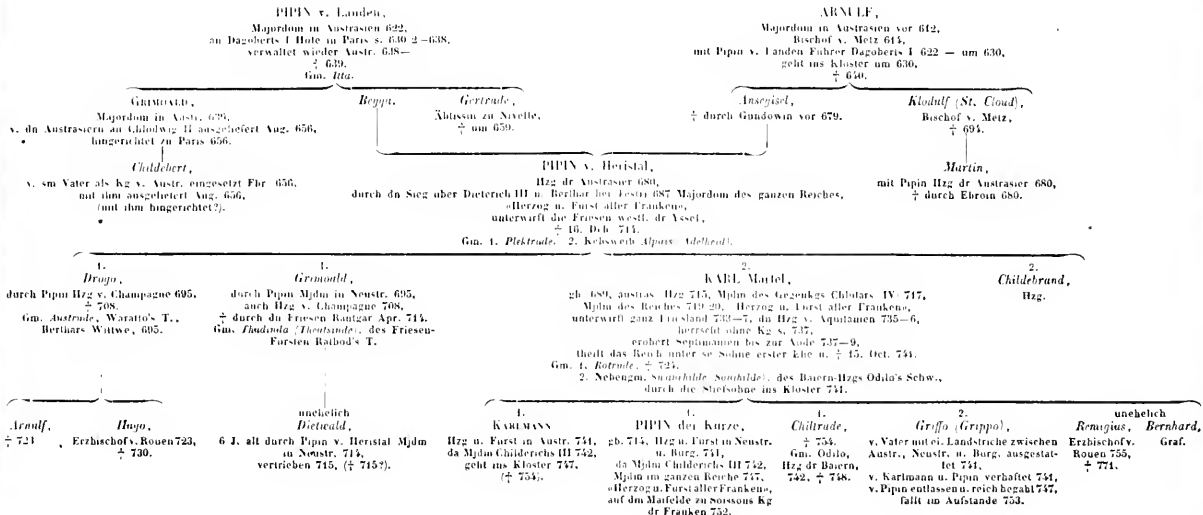 PIPIN v. Landen,
Majordom in Austrasien 622,
an Dagoberts I Hofe in Paris s. 630 2–638,
verwaltet wieder Austr. 638—
† 639.
Gm. Itta.
ARNULF,
Majordom in Austrasien vor 612,
Bischof v. Metz 614,
mit Pipin v. Landen Führer Dagoberts I 622 — um 630,
geht ins Kloster um 630,
† 640.
GRIMOALD,
Majordom in Austr.
v. dn Austrasiern an Chlodwig II ausgeliefert Aug. 656,
hingerichtet zu Paris 656.
Beggt.
Gertrude,
Äbtissin zu Nivelle,
† um 659.
Ansegisel,
† durch Gundowin vor 679.
Klodulf (St. Cloud),
Bischof v. Metz,
† 694.
Childebert,
v. sm Vater als Kg v. Austr. eingesetzt Fbr 656,
mit ihm ausgeliefert Aug. 656,
(mit ihm hingerichtet?).
PIPIN v. Heristal,
Hzg dr Austrasier 680,
durch dn Sieg über Dieterich III u. Berthar bei Testri 687 Majordom des ganzen Reiches,
»Herzog u. Fürst aller Franken«,
unterwirft die Friesen westl. dr Yssel,
† 16. Dcb. 714.
Gm. 1. Plektrude. 2. Kebsweib Alpais (Adelheid).
Martin,
mit Pipin Hzg dr Austrasier 680,
† durch Ebroin 680.
1.
Drogo,
durch Pipin Hzg v. Champagne 695,
† 708.
Gm. Austrude, Waratto's T.,
Berthars Wittwe, 695.
1.
Grimoald,
durch Pipin Mjdm in Neustr. 695,
auch Hzg v. Champagne 708,
† durch dn Friesen Rantgar Apr. 714.
Gm. Thudinda (Theutsinde), des Friesen-
Fürsten Ratbod's T.
2.
KARL Martel,
gb. 689, austras. Hzg 715, Mjdm des Gegenkgs Chlotars IV 717,
Mjdm des Reiches 719-20, »Herzog u. Fürst aller Franken«,
unterwirft ganz Friesland 733—7, dn Hzg v. Aquitanien 735—6,
herrscht ohne Kg s. 737,
erobert Septimanien bis zur Aude 737—9,
theilt das Reich unter se Söhne erster Ehe u. † 15. Oct. 741.
Gm. 1. Rotrude, † 724.
2. Nebengm. Swanhilde (Sonihilde), des Baiern-Hzgs Odilo's Schw.,
durch die Stiefsöhne ins Kloster 741.
2.
Childebrand,
Hzg.
Arnulf,
† 723
Hugo,
Erzbischof v. Rouen 723,
† 730.
unehelich
Dietwald,
6 J. alt durch Pipin v. Heristal Mjdm
in Neustr. 714,
vertrieben 715, († 715?).
1.
KARLMANN
Hzg u. Fürst in Austr. 741,
da Mjdm Childerichs III 742,
geht ins Kloster 747,
(† 754).
1.
PIPIN der Kurze,
gb. 714, Hzg u. Fürst in Neustr.
u. Burg. 741,
da Mjdm Childerichs III 742,
Mjdm im ganzen Reiche 747,
»Herzog u. Fürst aller Franken«,
auf dm Maifelde zu Soissons Kg
dr Franken 752.
1.
Chiltrude,
† 754.
Gm. Odilo,
Hzg dr Baiern,
742, † 748.
2.
Griffo (Grippo),
v. Vater mit ei. Landstriche zwischen
Austr., Neustr. u. Burg. ausgestat-
tet 741,
v. Karlmann u. Pipin verhaftet 741,
v. Pipin entlassen u. reich begabt 747,
fällt im Aufstande 753.
unehelich
Remigius,
Erzbischof v.
Rouen 755,
† 771.
Bernhard,
Graf.